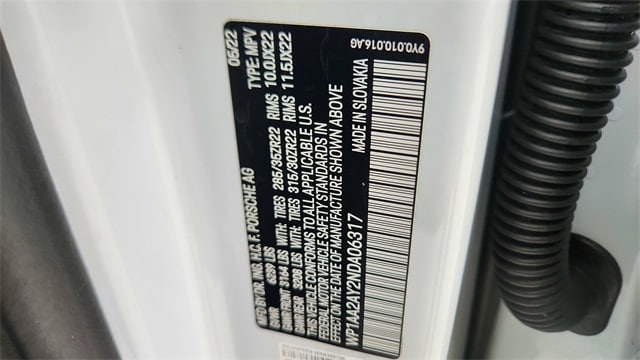 MFD BY DR. ING. H.C. F. PORSCHE AG 05/22
GVWR 6239 LBS TYPE: MPV
GAWR-FRONT 3164 LBS WITH- TIRES 285/35ZR22 RIMS 10.0JX22
GAWR-REAR 3208 LBS WITH- TIRES 315/30ZR22 RIMS 11.5JX22
THIS VEHICLE CONFORMS TO ALL APPLICABLE U.S.
FEDERAL MOTOR VEHICLE SAFETY STANDARDS IN
EFFECT ON THE DATE OF MANUFACTURE SHOWN ABOVE
WP1AA2AY2NDA06317 MADE IN SLOVAKIA
9Y0.010.016.AG